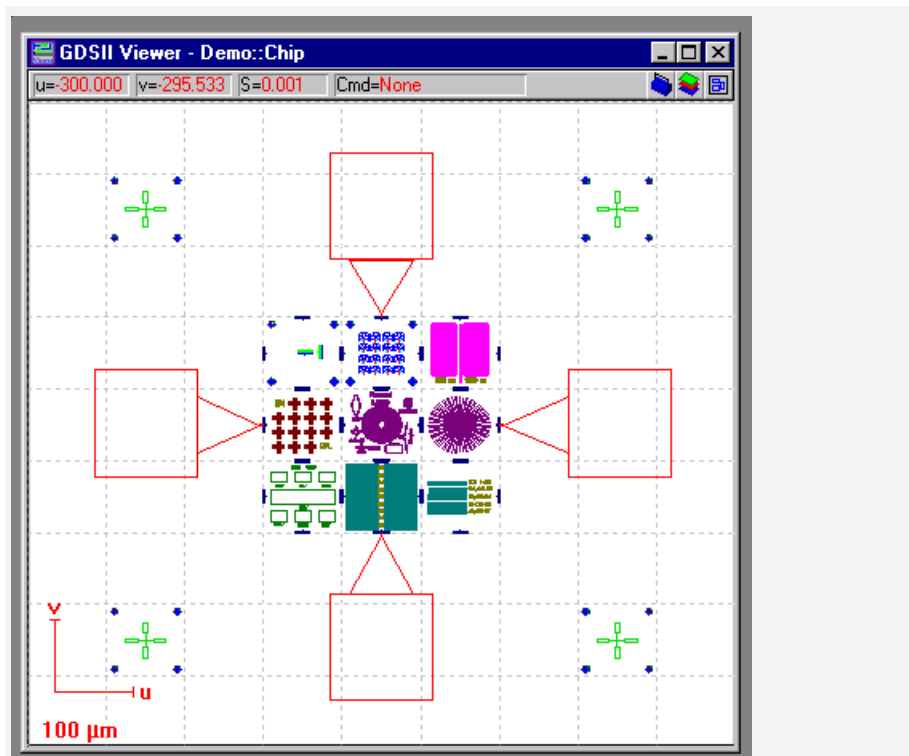 GDSII Viewer - Demo::Chip
u=-300.000 v=-295.533 S=0.001 Cmd=None
v
u
100 µm